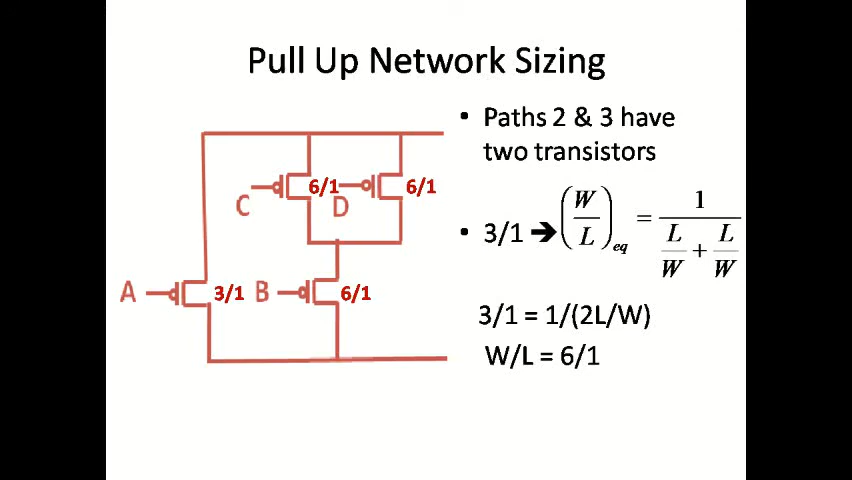 Pull Up Network Sizing
• Paths 2 & 3 have
two transistors
• 3/1 ➔ (W/L)eq = 1/(L/W + L/W)
3/1 = 1/(2L/W)
W/L = 6/1
C 6/1 D 6/1
A 3/1 B 6/1